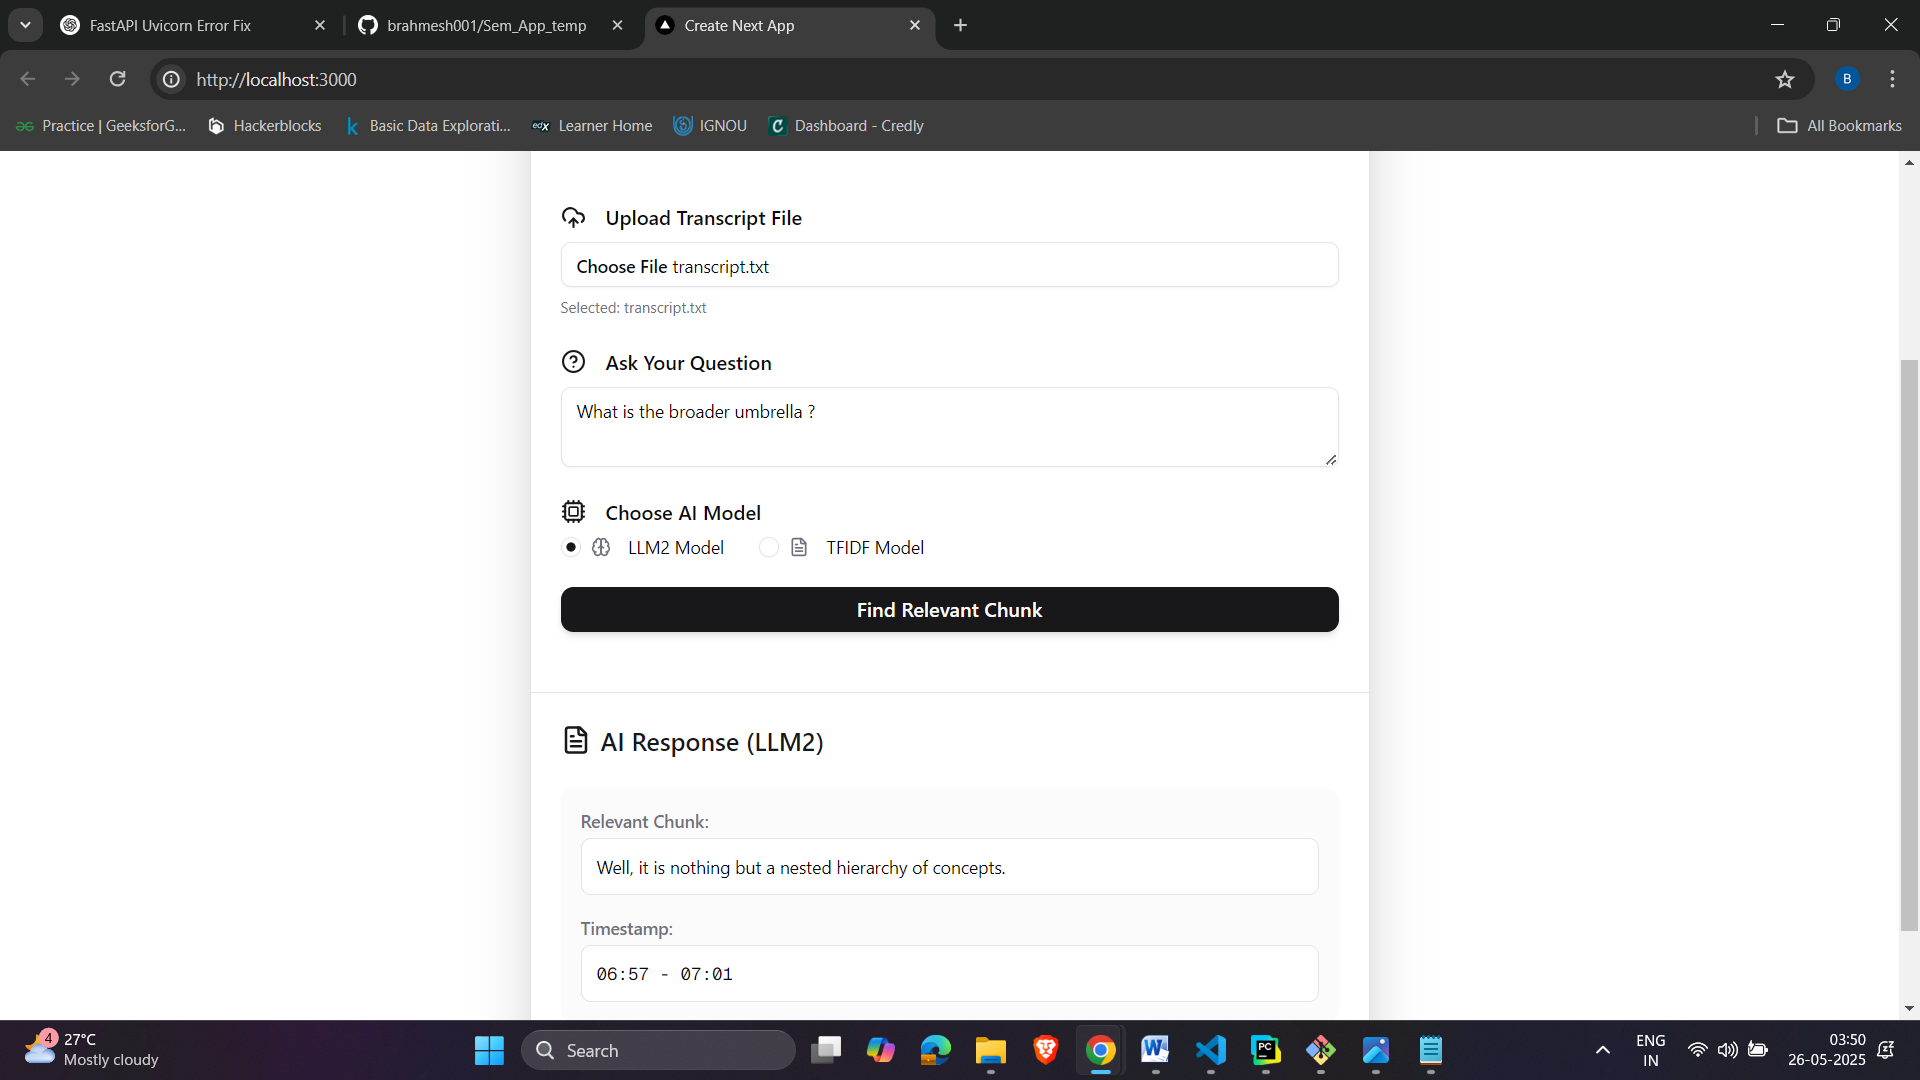 FastAPI Uvicorn Error Fix
brahmesh001/Sem_App_temp
Create Next App
http://localhost:3000
B
Practice | GeeksforG...
Hackerblocks
k Basic Data Explorati...
edX Learner Home
IGNOU
C Dashboard - Credly
All Bookmarks
Upload Transcript File
Choose File transcript.txt
Selected: transcript.txt
Ask Your Question
What is the broader umbrella ?
Choose AI Model
LLM2 Model
TFIDF Model
Find Relevant Chunk
AI Response (LLM2)
Relevant Chunk:
Well, it is nothing but a nested hierarchy of concepts.
Timestamp:
06:57 - 07:01
4
27°C
Mostly cloudy
Search
W
PC
ENG
IN
03:50
26-05-2025